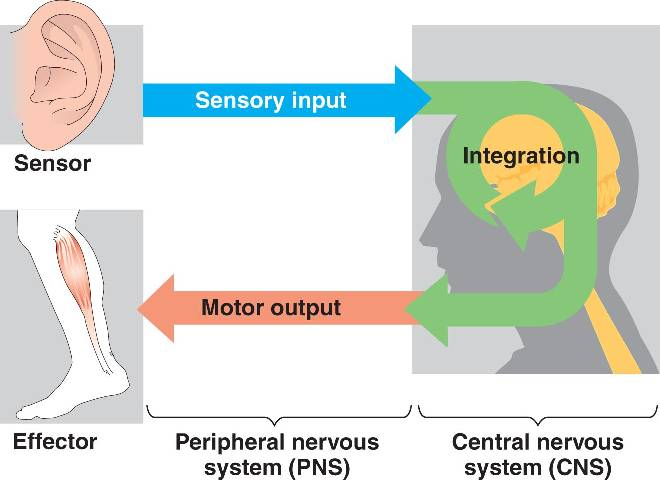 Sensory input
Sensor
Integration
Motor output
Effector
Peripheral nervous
system (PNS)
Central nervous
system (CNS)